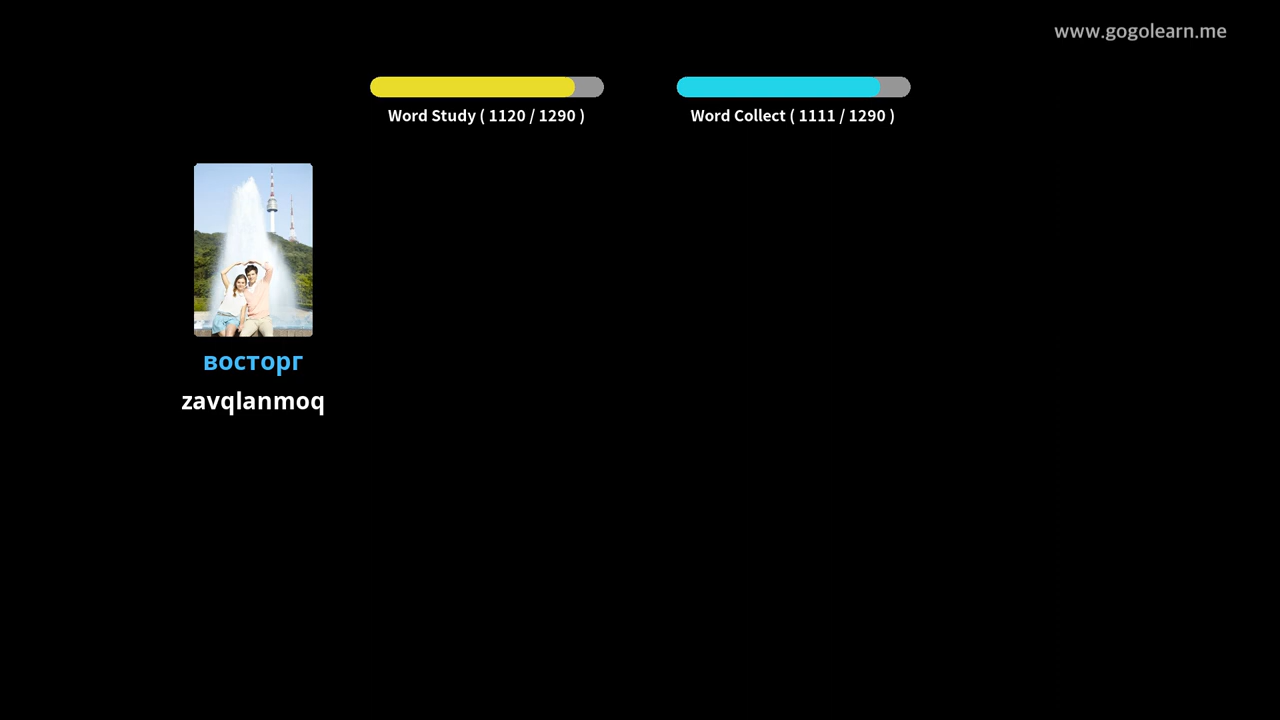 www.gogolearn.me
Word Study ( 1120 / 1290 )
Word Collect ( 1111 / 1290 )
восторг
zavqlanmoq